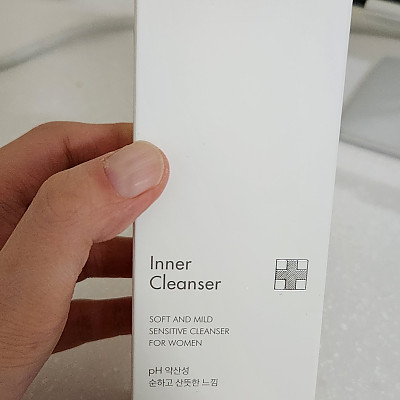 Inner
Cleanser
SOFT AND MILD
SENSITIVE CLEANSER
FOR WOMEN
pH 약산성
순하고 산뜻한 느낌